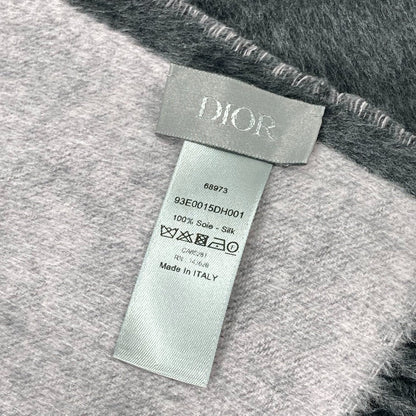 DIOR
68973
93E0015DH001
100% Soie - Silk
Made in ITALY